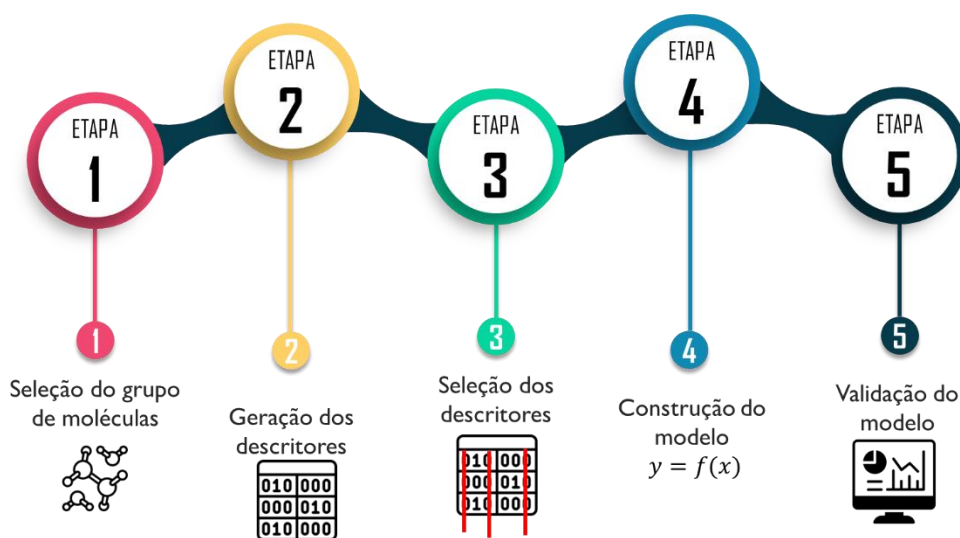 ETAPA
1
ETAPA
2
ETAPA
3
ETAPA
4
ETAPA
5
1
Seleção do grupo
de moléculas
2
Geração dos
descritores
010 000
000 010
010 000
3
Seleção dos
descritores
010 000
000 010
010 000
4
Construção do
modelo
y = f(x)
5
Validação do
modelo